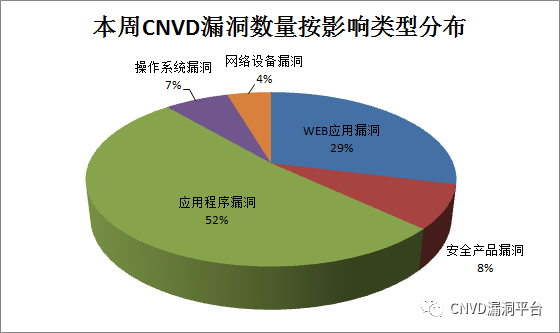 本周CNVD漏洞数量按影响类型分布
网络设备漏洞
4%
操作系统漏洞
7%
WEB应用漏洞
29%
应用程序漏洞
52%
安全产品漏洞
8%
CNVD漏洞平台